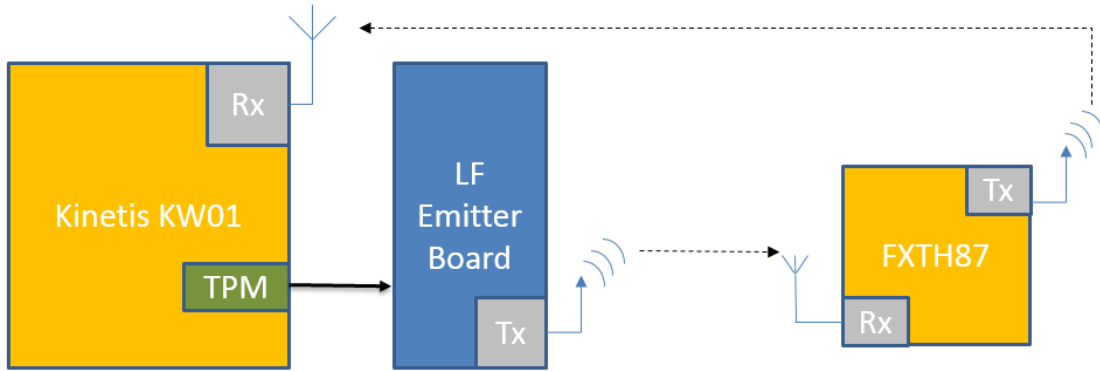 Rx
Kinetis KW01
TPM
LF
Emitter
Board
Tx
Tx
FXTH87
Rx